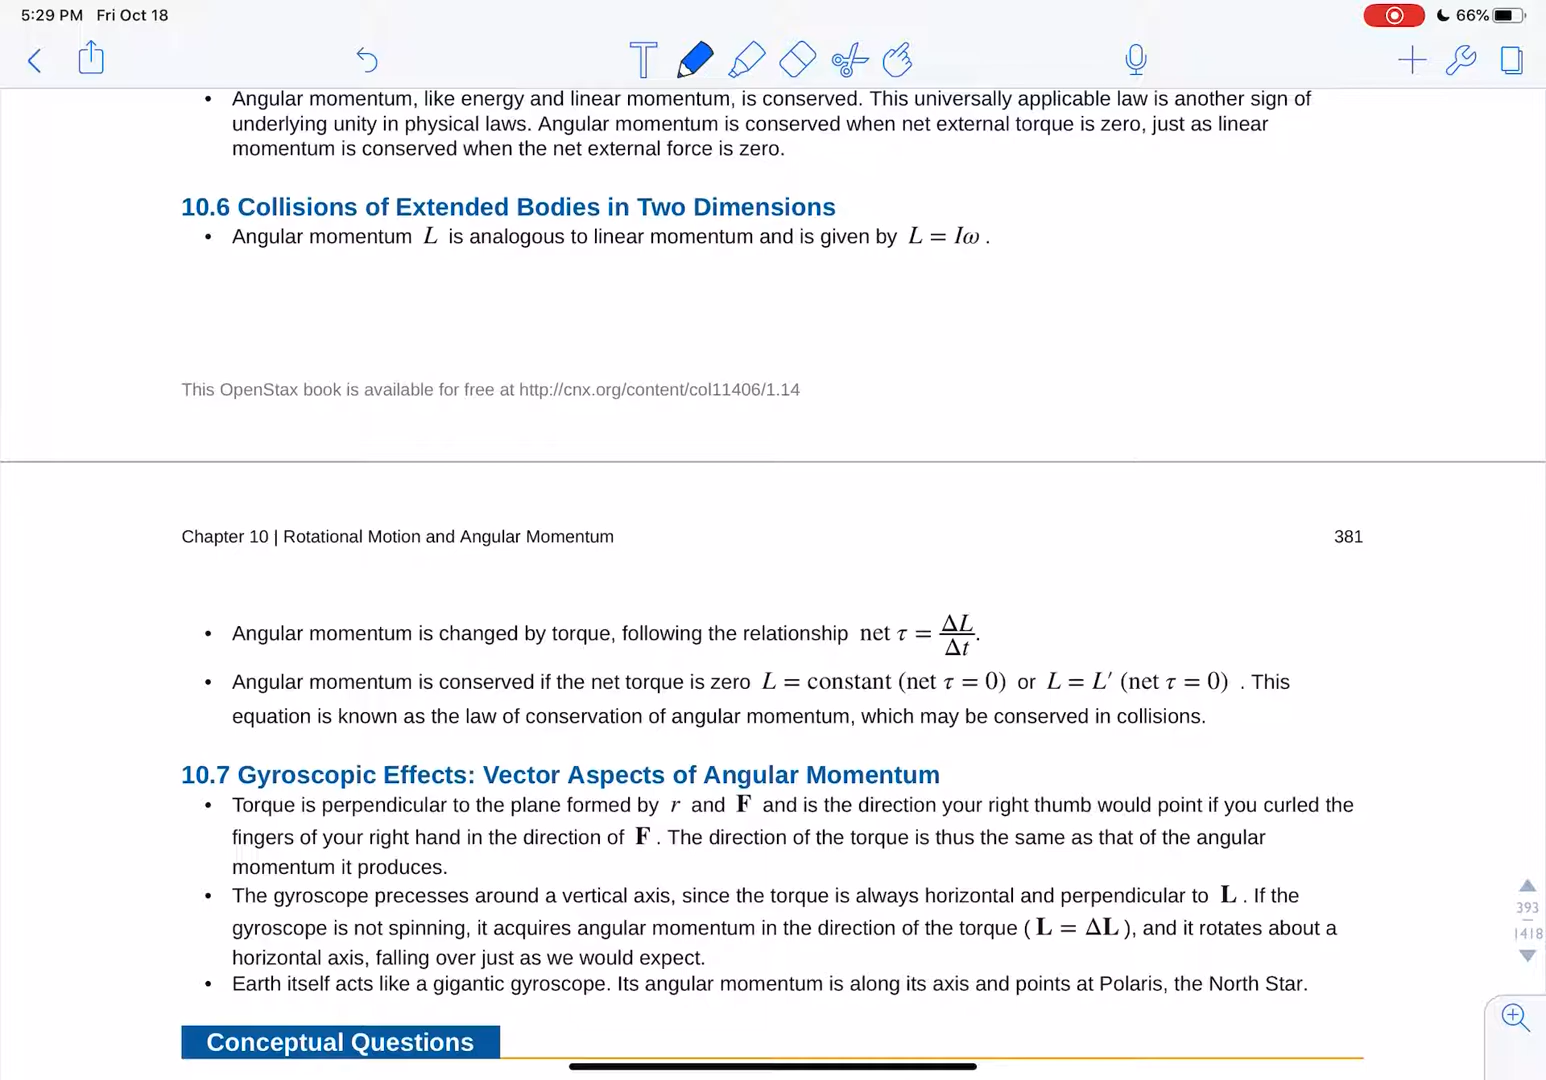 5:29 PM Fri Oct 18
66%
• Angular momentum, like energy and linear momentum, is conserved. This universally applicable law is another sign of
underlying unity in physical laws. Angular momentum is conserved when net external torque is zero, just as linear
momentum is conserved when the net external force is zero.
10.6 Collisions of Extended Bodies in Two Dimensions
• Angular momentum L is analogous to linear momentum and is given by L = Iω .
This OpenStax book is available for free at http://cnx.org/content/col11406/1.14
Chapter 10 | Rotational Motion and Angular Momentum 381
• Angular momentum is changed by torque, following the relationship net τ = ΔL/Δt.
• Angular momentum is conserved if the net torque is zero L = constant (net τ = 0) or L = L′ (net τ = 0) . This
equation is known as the law of conservation of angular momentum, which may be conserved in collisions.
10.7 Gyroscopic Effects: Vector Aspects of Angular Momentum
• Torque is perpendicular to the plane formed by r and F and is the direction your right thumb would point if you curled the
fingers of your right hand in the direction of F . The direction of the torque is thus the same as that of the angular
momentum it produces.
• The gyroscope precesses around a vertical axis, since the torque is always horizontal and perpendicular to L . If the
gyroscope is not spinning, it acquires angular momentum in the direction of the torque ( L = ΔL ), and it rotates about a
horizontal axis, falling over just as we would expect.
• Earth itself acts like a gigantic gyroscope. Its angular momentum is along its axis and points at Polaris, the North Star.
393
1418
Conceptual Questions